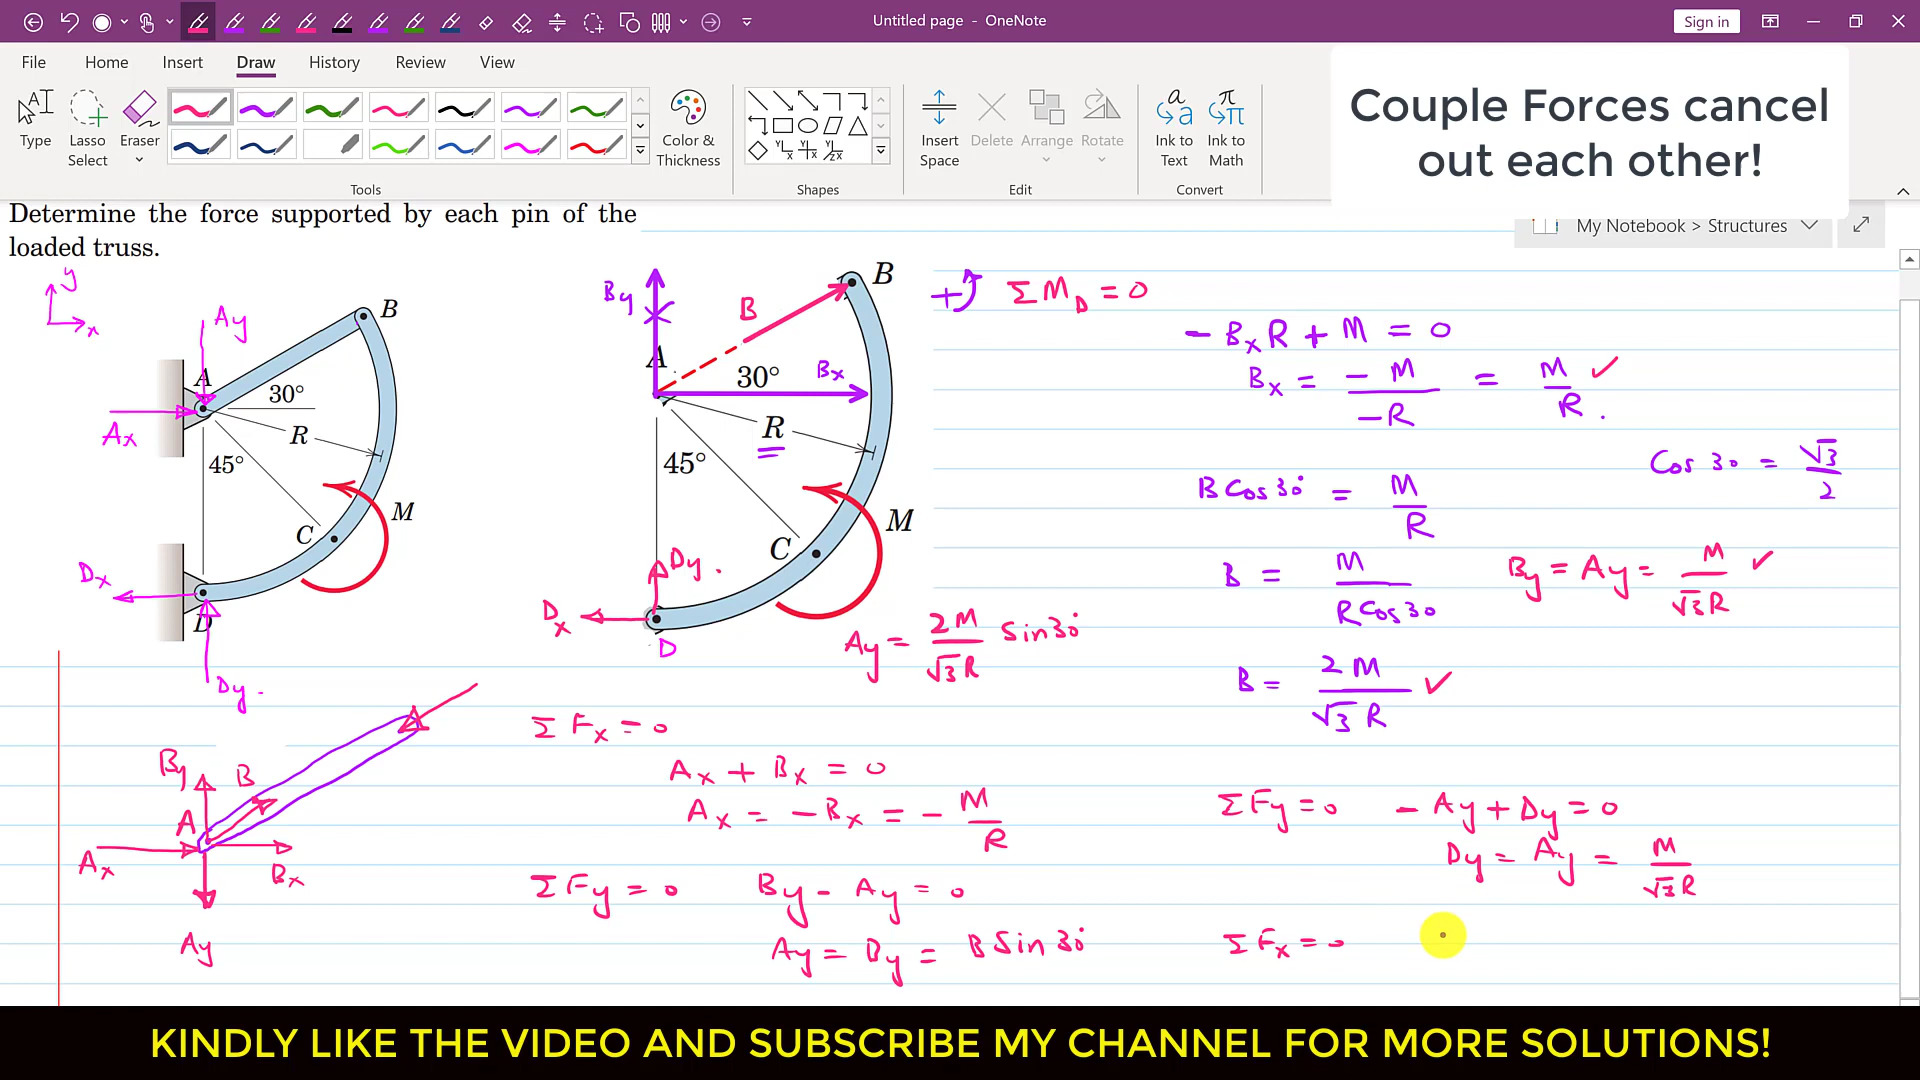 Untitled page - OneNote
Sign in
File Home Insert Draw History Review View
Type
Lasso Select
Eraser
Color & Thickness
Insert Space
Delete
Arrange
Rotate
Ink to Text
Ink to Math
Tools
Shapes
Edit
Convert
Couple Forces cancel
out each other!
My Notebook > Structures
Determine the force supported by each pin of the
loaded truss.
y
x
Ay
A
Ax
B
30°
R
45°
C
M
Dx
D
Dy.
By
B
B
A
30°
Bx
R
45°
C
M
Dy.
Dx
D
+ ΣM_D = 0
- BxR + M = 0
Bx = -M/-R = M/R.
Cos 30 = √3/2
B Cos 30° = M/R
B = M/R Cos 30
By = Ay = M/√3R
Ay = 2M/√3R Sin 30°
B = 2M/√3R
By
B
A
Ax
Bx
Ay
ΣFx = 0
Ax + Bx = 0
Ax = -Bx = -M/R
ΣFy = 0 By - Ay = 0
Ay = By = B Sin 30°
ΣFy = 0 - Ay + Dy = 0
Dy = Ay = M/√3R
ΣFx = 0
KINDLY LIKE THE VIDEO AND SUBSCRIBE MY CHANNEL FOR MORE SOLUTIONS!